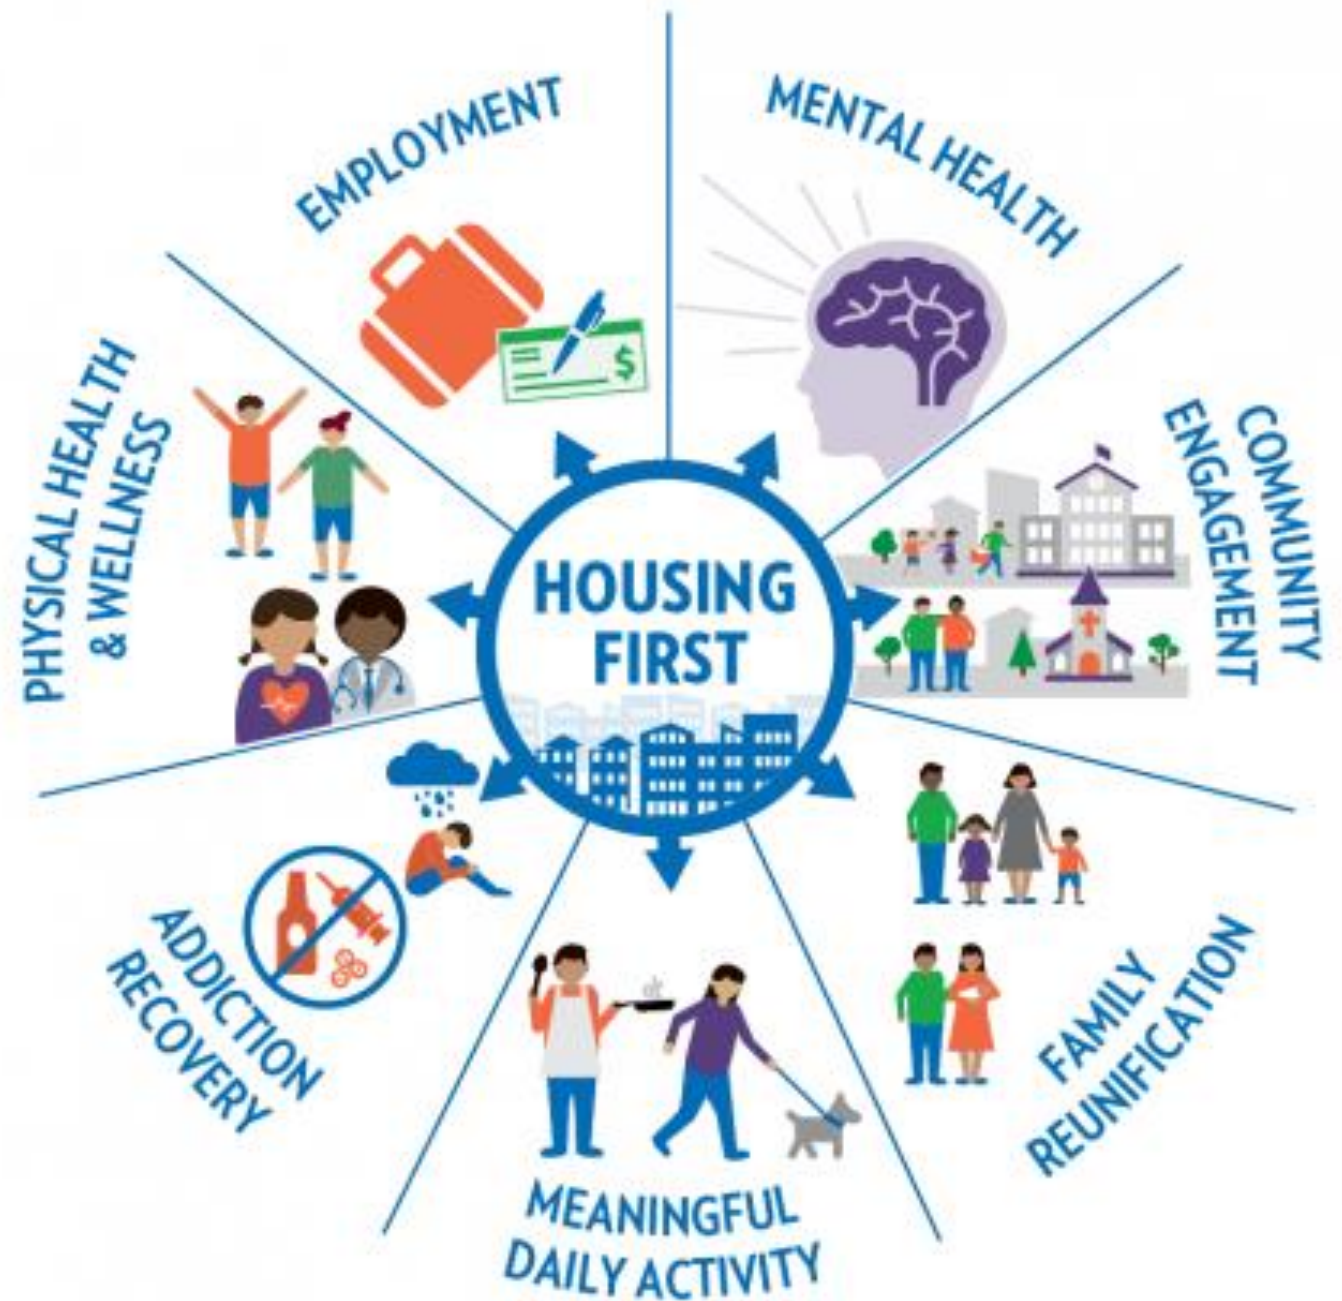 EMPLOYMENT
MENTAL HEALTH
PHYSICAL HEALTH
& WELLNESS
$
COMMUNITY
ENGAGEMENT
HOUSING
FIRST
ADDICTION
RECOVERY
FAMILY
REUNIFICATION
MEANINGFUL
DAILY ACTIVITY